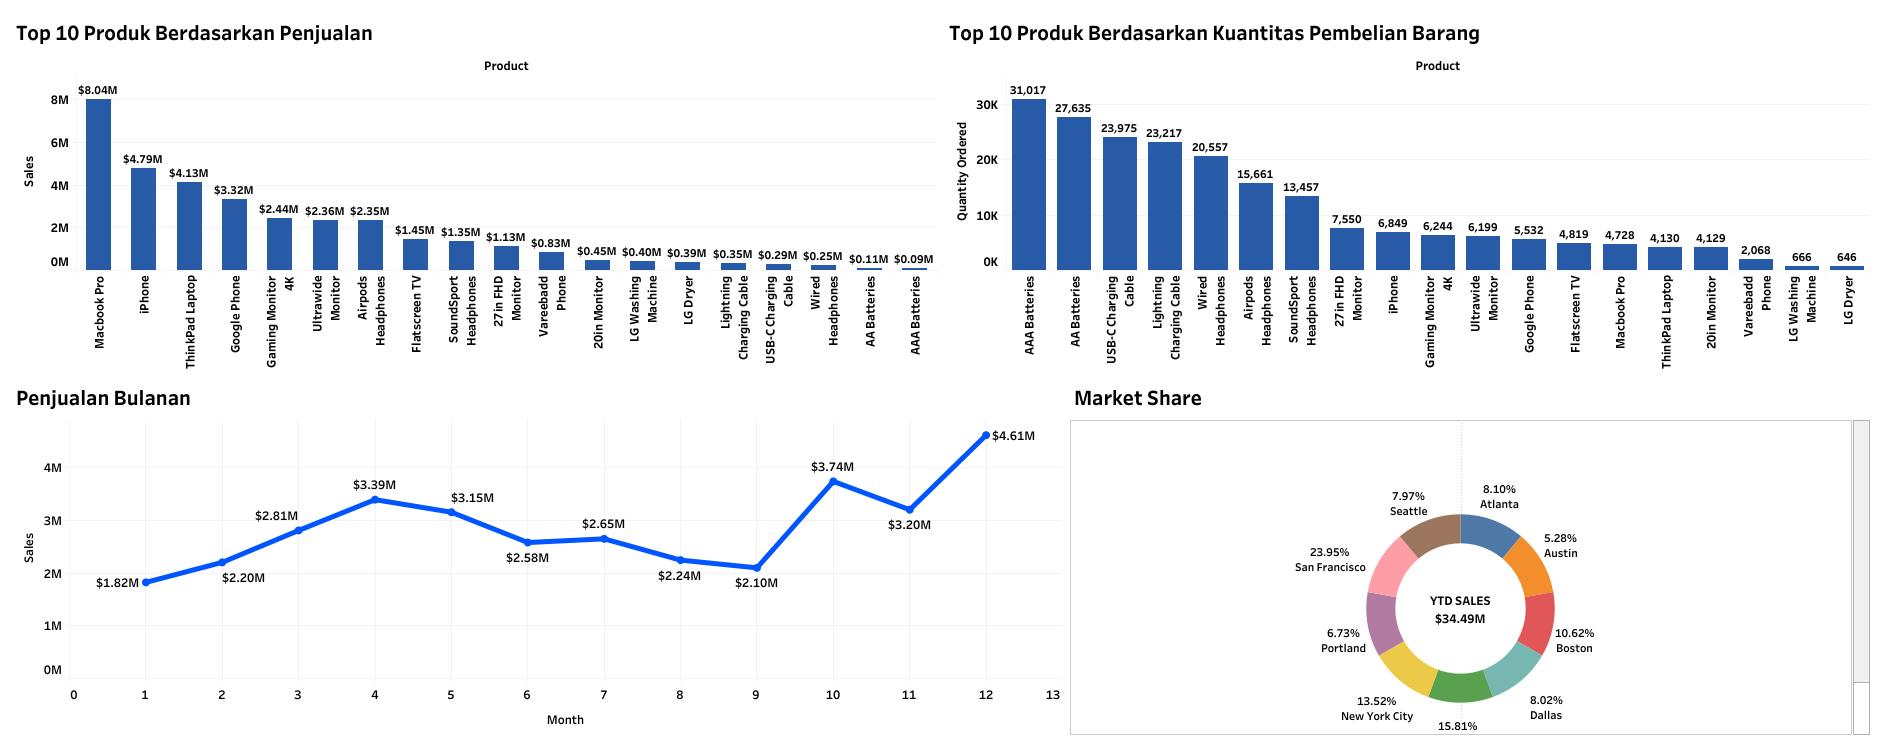 Top 10 Produk Berdasarkan Penjualan
Product
Sales
8M
6M
4M
2M
0M
$8.04M
$4.79M
$4.13M
$3.32M
$2.44M
$2.36M
$2.35M
$1.45M
$1.35M
$1.13M
$0.83M
$0.45M
$0.40M
$0.39M
$0.35M
$0.29M
$0.25M
$0.11M
$0.09M
Macbook Pro
iPhone
ThinkPad Laptop
Google Phone
Gaming Monitor
4K
Ultrawide
Monitor
Airpods
Headphones
Flatscreen TV
SoundSport
Headphones
27in FHD
Monitor
Vareebadd
Phone
20in Monitor
LG Washing
Machine
LG Dryer
Lightning
Charging Cable
USB-C Charging
Cable
Wired
Headphones
AA Batteries
AAA Batteries
Top 10 Produk Berdasarkan Kuantitas Pembelian Barang
Product
Quantity Ordered
30K
20K
10K
0K
31,017
27,635
23,975
23,217
20,557
15,661
13,457
7,550
6,849
6,244
6,199
5,532
4,819
4,728
4,130
4,129
2,068
666
646
AAA Batteries
AA Batteries
USB-C Charging
Cable
Lightning
Charging Cable
Wired
Headphones
Airpods
Headphones
SoundSport
Headphones
27in FHD
Monitor
iPhone
Gaming Monitor
4K
Ultrawide
Monitor
Google Phone
Flatscreen TV
Macbook Pro
ThinkPad Laptop
20in Monitor
Vareebadd
Phone
LG Washing
Machine
LG Dryer
Penjualan Bulanan
Sales
4M
3M
2M
1M
0M
$1.82M
$2.20M
$2.81M
$3.39M
$3.15M
$2.58M
$2.65M
$2.24M
$2.10M
$3.74M
$3.20M
$4.61M
0
1
2
3
4
5
6
7
8
9
10
11
12
13
Month
Market Share
8.10%
Atlanta
5.28%
Austin
10.62%
Boston
8.02%
Dallas
15.81%
13.52%
New York City
6.73%
Portland
23.95%
San Francisco
7.97%
Seattle
YTD SALES
$34.49M